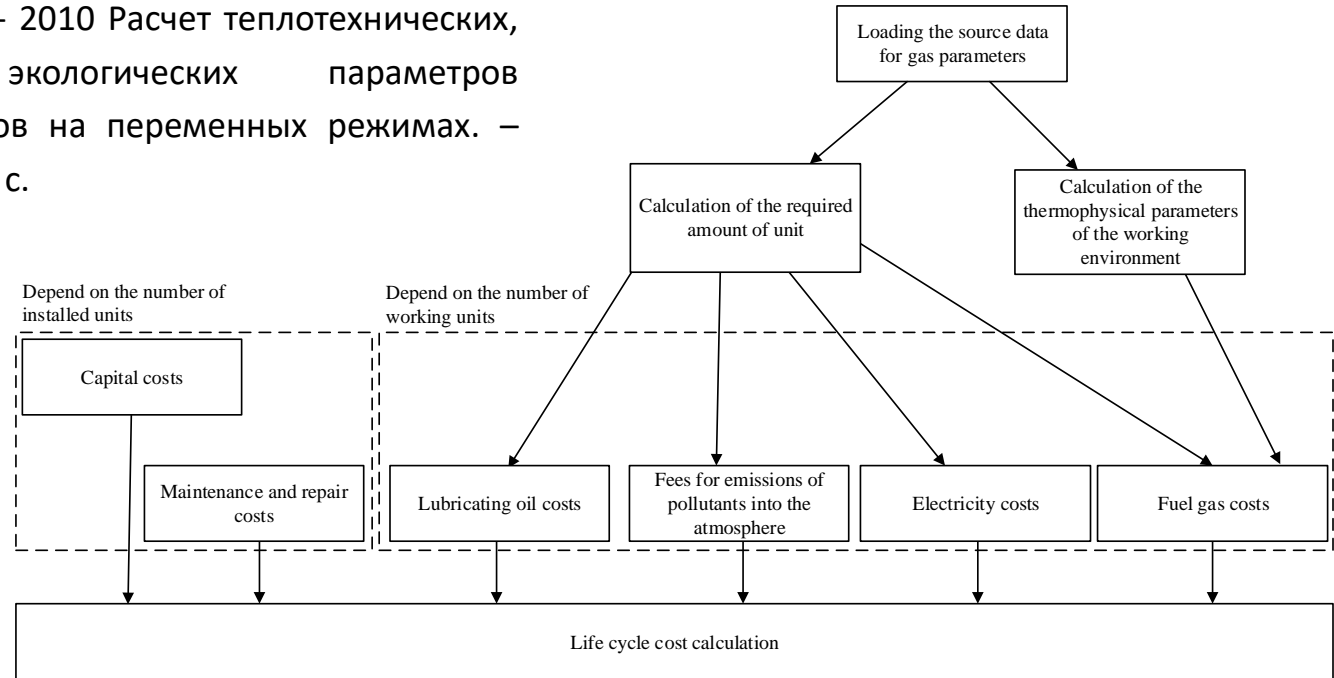 - 2010 Расчет теплотехнических,
экологических параметров
ов на переменных режимах. –
с.
Loading the source data
for gas parameters
Calculation of the required
amount of unit
Calculation of the
thermophysical parameters
of the working
environment
Depend on the number of
installed units
Depend on the number of
working units
Capital costs
Maintenance and repair
costs
Lubricating oil costs
Fees for emissions of
pollutants into the
atmosphere
Electricity costs
Fuel gas costs
Life cycle cost calculation